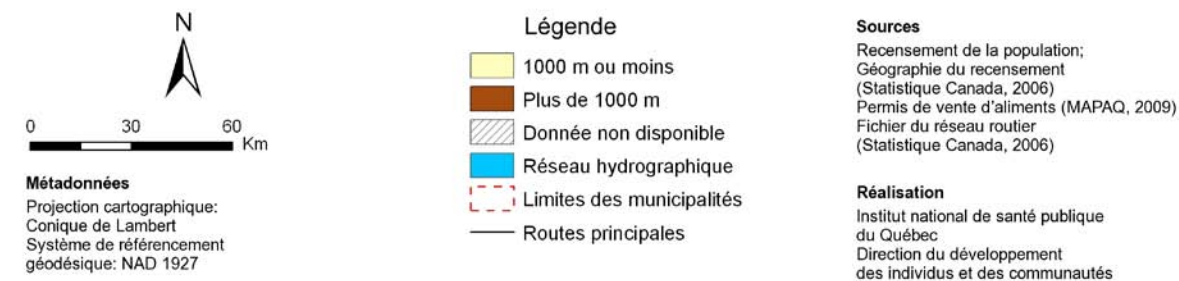 N
0 30 60
Km
Métadonnées
Projection cartographique:
Conique de Lambert
Système de référencement
géodésique: NAD 1927
Légende
1000 m ou moins
Plus de 1000 m
Donnée non disponible
Réseau hydrographique
Limites des municipalités
Routes principales
Sources
Recensement de la population;
Géographie du recensement
(Statistique Canada, 2006)
Permis de vente d'aliments (MAPAQ, 2009)
Fichier du réseau routier
(Statistique Canada, 2006)
Réalisation
Institut national de santé publique
du Québec
Direction du développement
des individus et des communautés